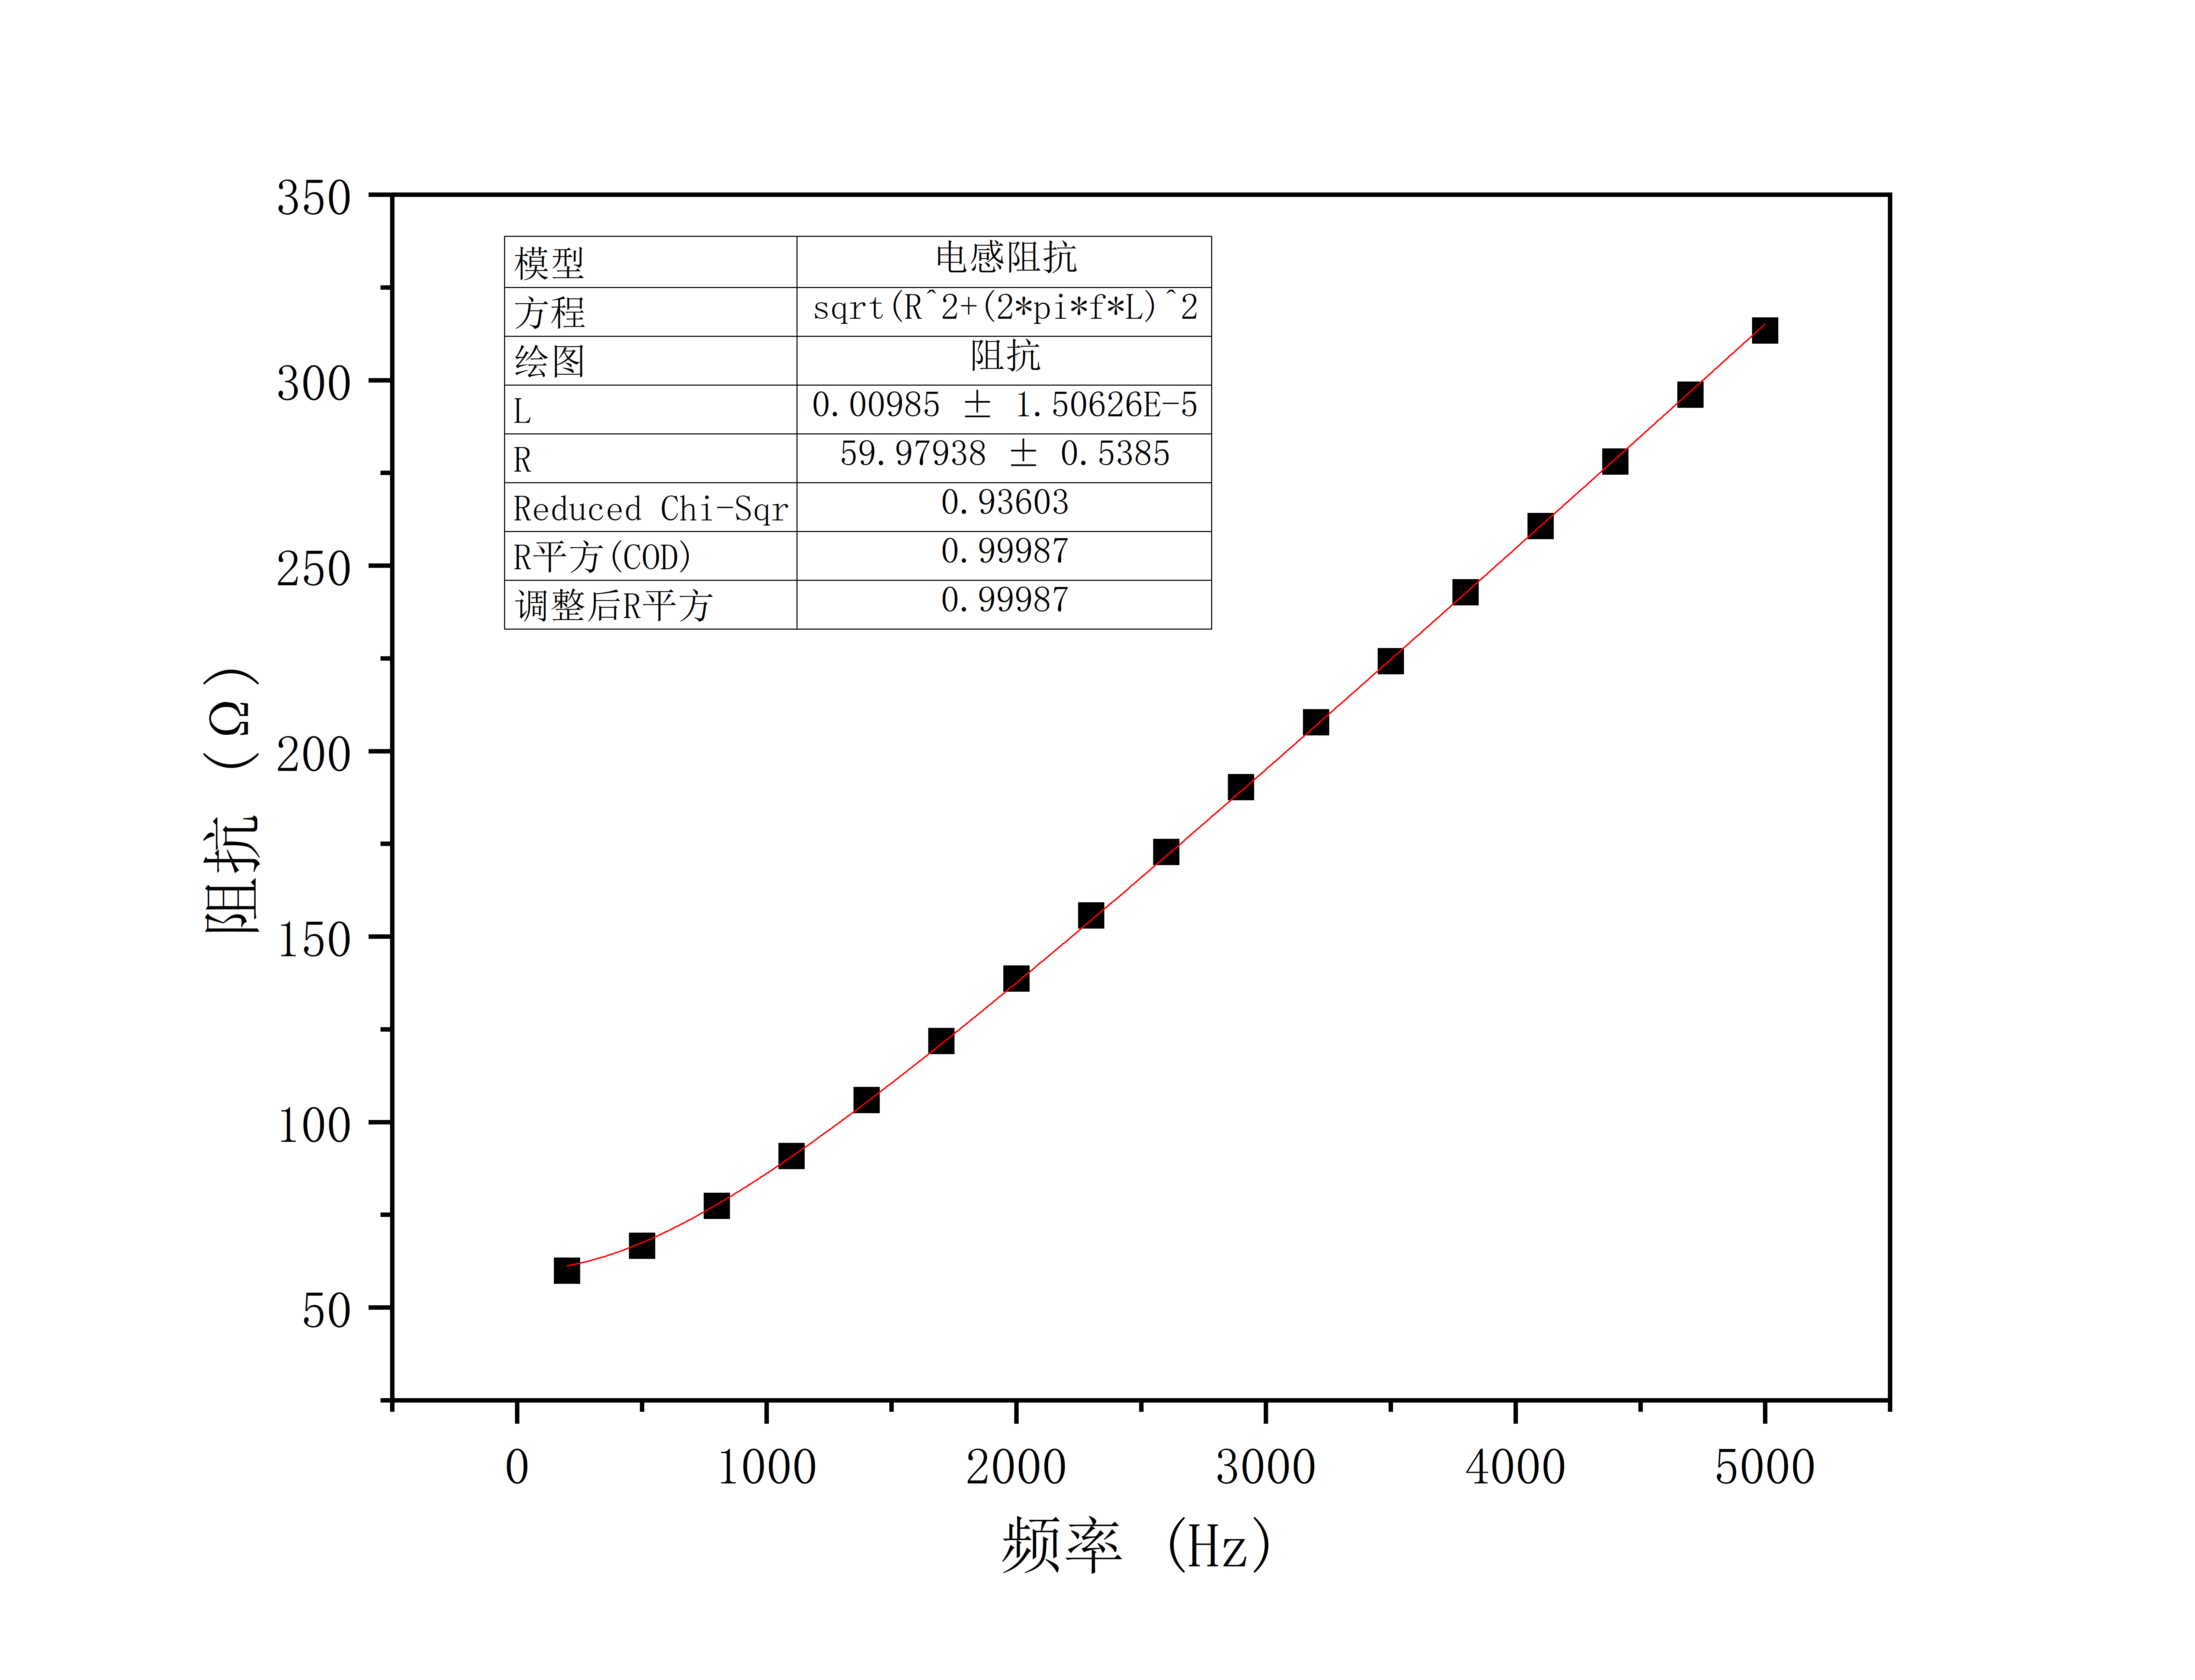 350
300
250
200
150
100
50
阻抗 (Ω)
模型 电感阻抗
方程 sqrt(R^2+(2*pi*f*L)^2
绘图 阻抗
L 0.00985 ± 1.50626E-5
R 59.97938 ± 0.5385
Reduced Chi-Sqr 0.93603
R平方(COD) 0.99987
调整后R平方 0.99987
0 1000 2000 3000 4000 5000
频率 (Hz)